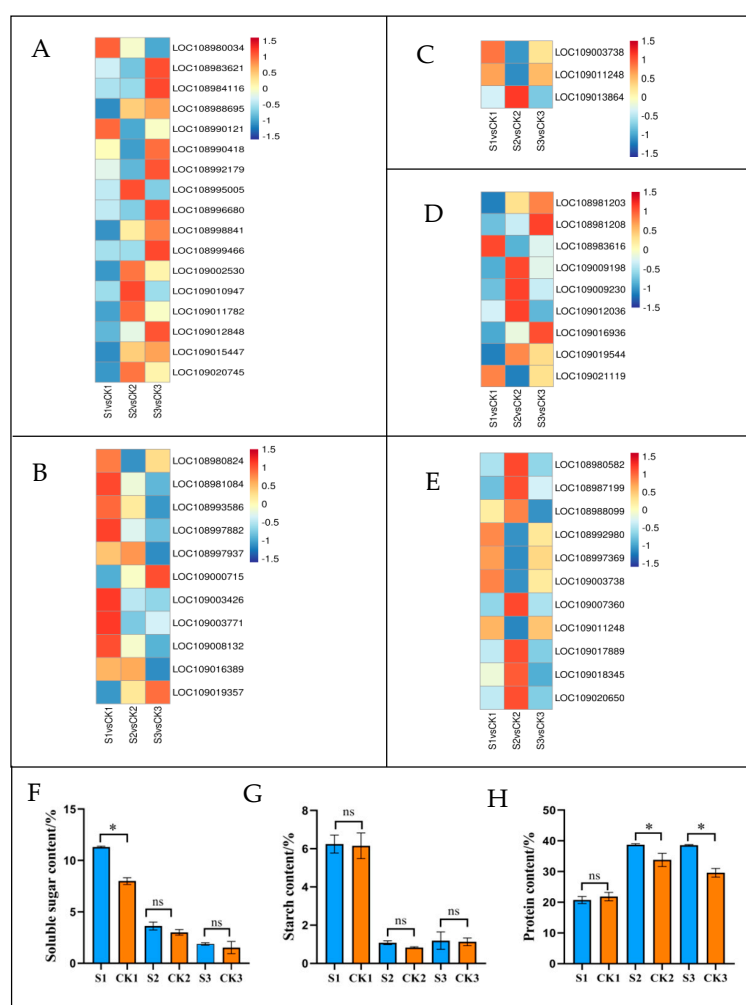 A
LOC108980034
LOC108983621
LOC108984116
LOC108988695
LOC108990121
LOC108990418
LOC108992179
LOC108995005
LOC108996680
LOC108998841
LOC108999466
LOC109002530
LOC109010947
LOC109011782
LOC109012848
LOC109015447
LOC109020745
1.5
1
0.5
0
-0.5
-1
-1.5
S1vsCK1
S2vsCK2
S3vsCK3
C
LOC109003738
LOC109011248
LOC109013864
1.5
1
0.5
0
-0.5
-1
-1.5
S1vsCK1
S2vsCK2
S3vsCK3
D
LOC108981203
LOC108981208
LOC108983616
LOC109009198
LOC109009230
LOC109012036
LOC109016936
LOC109019544
LOC109021119
1.5
1
0.5
0
-0.5
-1
-1.5
S1vsCK1
S2vsCK2
S3vsCK3
B
LOC108980824
LOC108981084
LOC108993586
LOC108997882
LOC108997937
LOC109000715
LOC109003426
LOC109003771
LOC109008132
LOC109016389
LOC109019357
1.5
1
0.5
0
-0.5
-1
-1.5
S1vsCK1
S2vsCK2
S3vsCK3
E
LOC108980582
LOC108987199
LOC108988099
LOC108992980
LOC108997369
LOC109003738
LOC109007360
LOC109011248
LOC109017889
LOC109018345
LOC109020650
1.5
1
0.5
0
-0.5
-1
-1.5
S1vsCK1
S2vsCK2
S3vsCK3
F
Soluble sugar content/%
15
10
5
0
*
ns
ns
S1 CK1 S2 CK2 S3 CK3
G
Starch content/%
8
6
4
2
0
ns
ns
ns
S1 CK1 S2 CK2 S3 CK3
H
Protein content/%
50
40
30
20
10
0
ns
*
*
S1 CK1 S2 CK2 S3 CK3